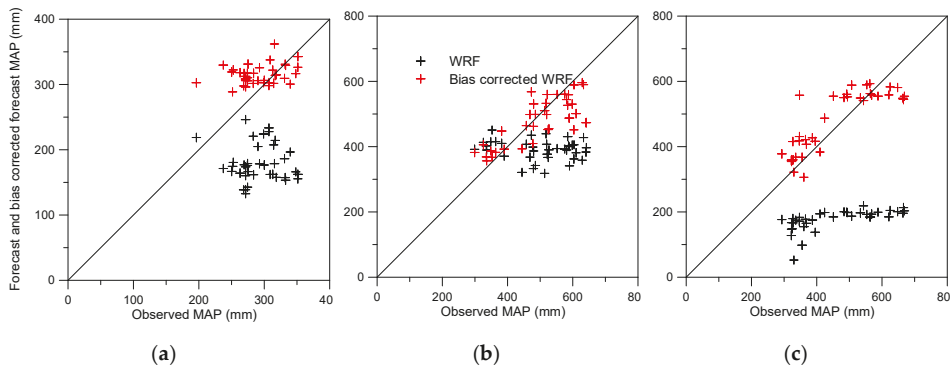 Forecast and bias corrected forecast MAP (mm)
400
300
200
100
0
0 100 200 300 40
Observed MAP (mm)
(a)
800
600
400
200
0
WRF
Bias corrected WRF
0 200 400 600 80
Observed MAP (mm)
(b)
800
600
400
200
0
0 200 400 600 80
Observed MAP (mm)
(c)